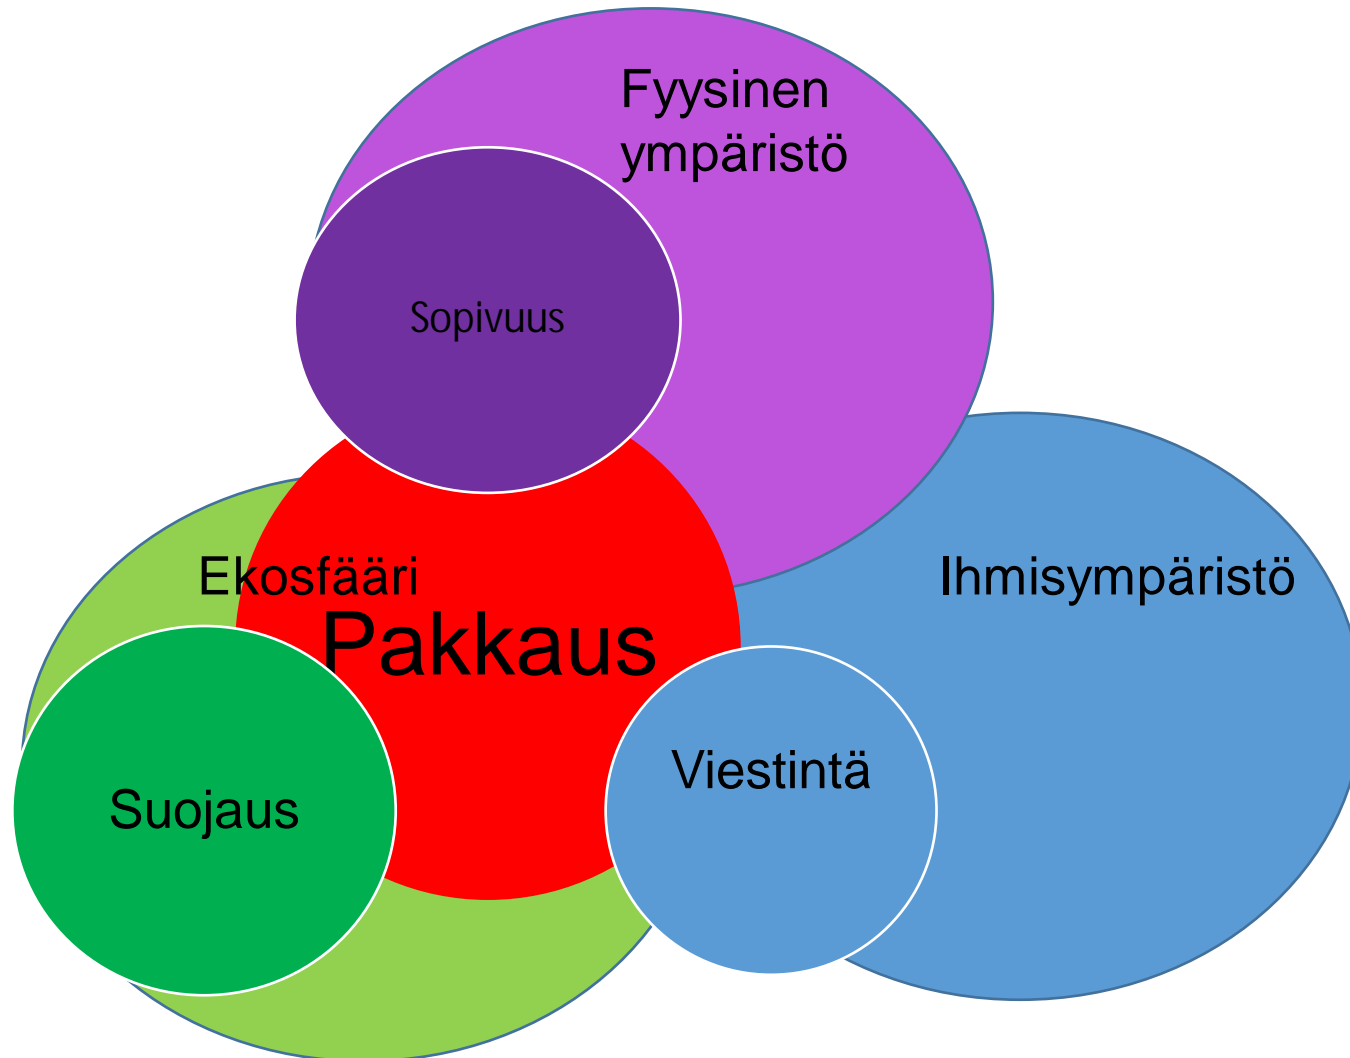 Fyysinen
ympäristö
Sopivuus
Ekosfääri
Ihmisympäristö
Pakkaus
Viestintä
Suojaus